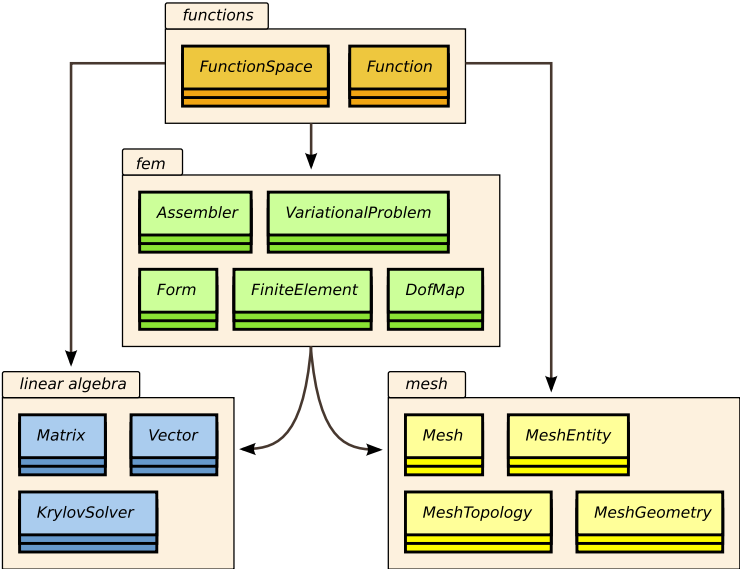 functions
FunctionSpace Function
fem
Assembler VariationalProblem
Form FiniteElement DofMap
linear algebra
Matrix Vector
KrylovSolver
mesh
Mesh MeshEntity
MeshTopology MeshGeometry